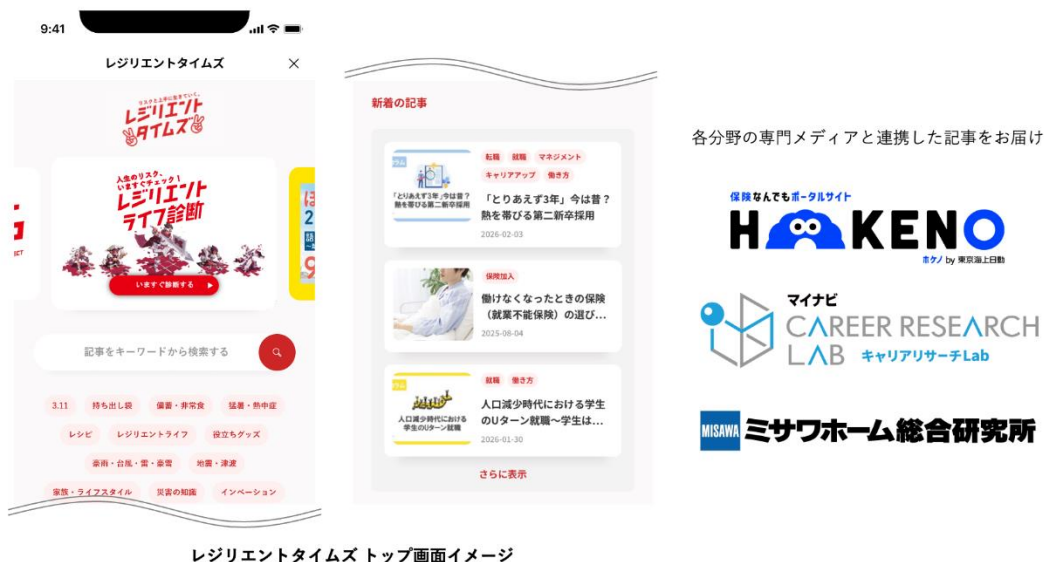 9:41
レジリエントタイムズ
リスクと上手に生きていく。
レジリエント
タイムズ
人生のリスク、
いますぐチェック！
レジリエント
ライフ診断
いますぐ診断する
記事をキーワードから検索する
3.11 持ち出し袋 備蓄・非常食 猛暑・熱中症
レシピ レジリエントライフ 役立ちグッズ
豪雨・台風・雷・豪雪 地震・津波
家族・ライフスタイル 災害の知識 イノベーション
新着の記事
転職 就職 マネジメント
キャリアアップ 働き方
「とりあえず3年」今は昔？
熱を帯びる第二新卒採用
「とりあえず3年」今は昔？
熱を帯びる第二新卒採用
2026-02-03
保険加入
働けなくなったときの保険
（就業不能保険）の選び...
2025-08-04
就職 働き方
人口減少時代における
学生のUターン就職
人口減少時代における学生
のUターン就職～学生は...
2026-01-30
さらに表示
各分野の専門メディアと連携した記事をお届け
保険なんでもポータルサイト
HOKENO
ホケノ by 東京海上日動
マイナビ
CAREER RESEARCH
LAB キャリアリサーチLab
MISAWA ミサワホーム総合研究所
レジリエントタイムズ トップ画面イメージ